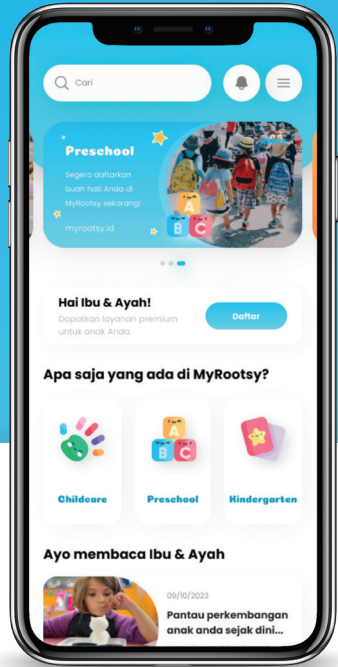 Cari
Preschool
Segera daftarkan
buah hati Anda di
MyRootsy sekarang!
myrootsy.id
A
B C
Hai Ibu & Ayah!
Dapatkan layanan premium
untuk anak Anda.
Daftar
Apa saja yang ada di MyRootsy?
A
B C
Childcare
Preschool
Kindergarten
Ayo membaca Ibu & Ayah
09/10/2023
Pantau perkembangan
anak anda sejak dini...